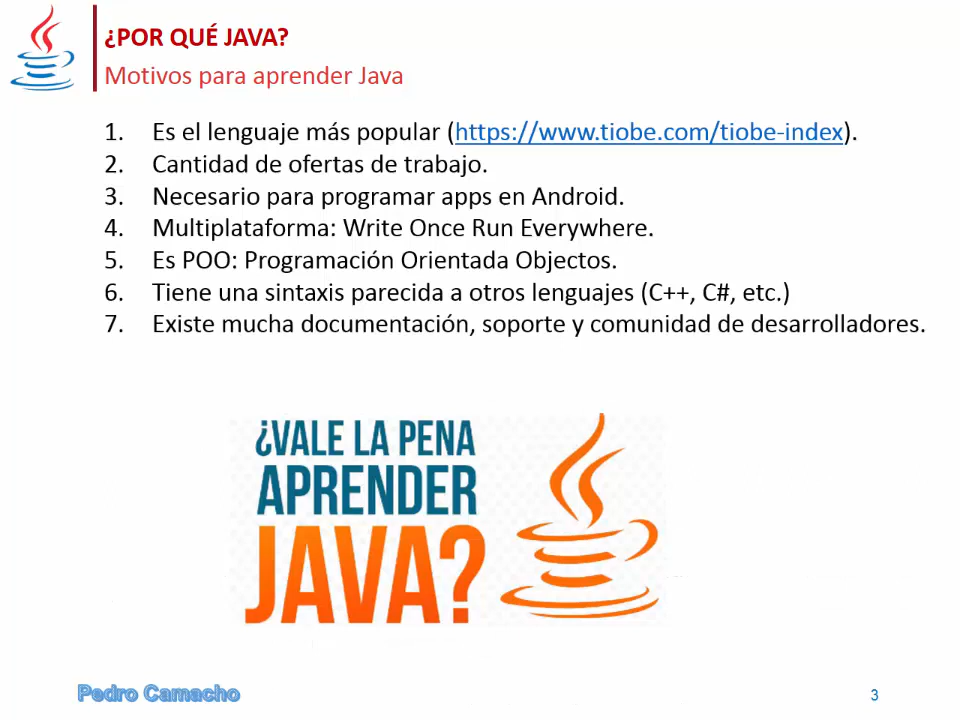 ¿POR QUÉ JAVA?
Motivos para aprender Java
1. Es el lenguaje más popular (https://www.tiobe.com/tiobe-index).
2. Cantidad de ofertas de trabajo.
3. Necesario para programar apps en Android.
4. Multiplataforma: Write Once Run Everywhere.
5. Es POO: Programación Orientada Objectos.
6. Tiene una sintaxis parecida a otros lenguajes (C++, C#, etc.)
7. Existe mucha documentación, soporte y comunidad de desarrolladores.
¿VALE LA PENA
APRENDER
JAVA?
Pedro Camacho
3